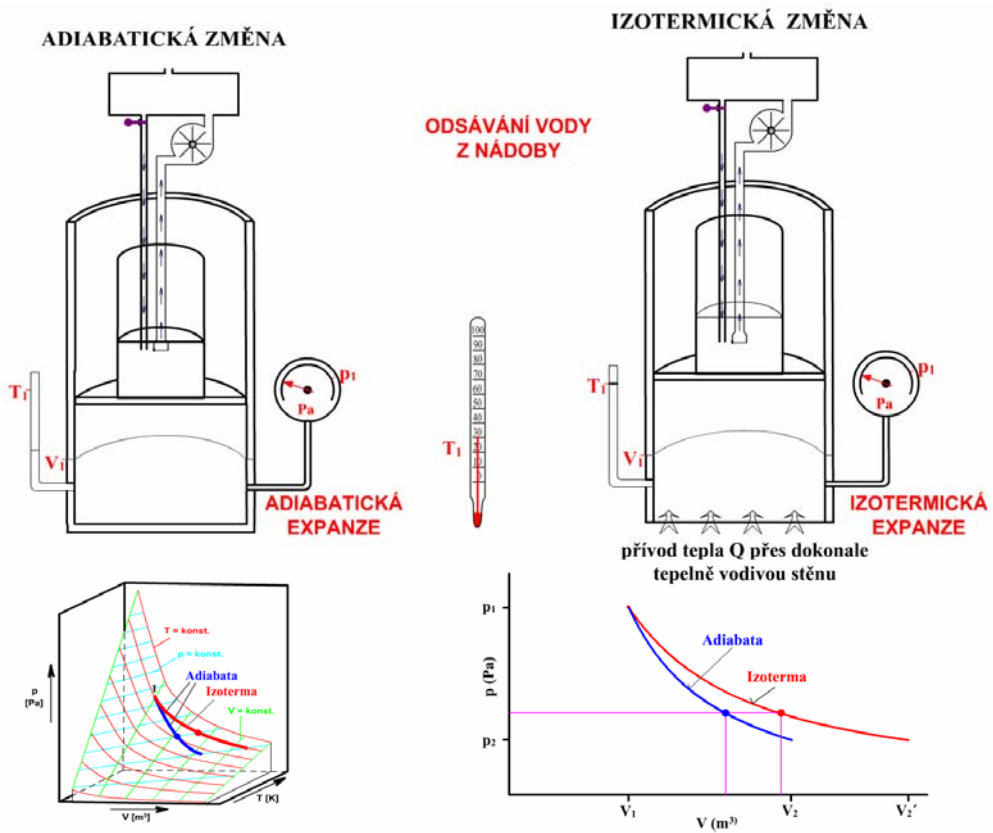 ADIABATICKÁ ZMĚNA
IZOTERMICKÁ ZMĚNA
ODSÁVÁNÍ VODY
Z NÁDOBY
T₁
V₁
p₁
Pa
ADIABATICKÁ
EXPANZE
100
90
80
70
60
50
40
30
20
10
0
T₁
T₁
V₁
p₁
Pa
IZOTERMICKÁ
EXPANZE
přívod tepla Q přes dokonale
tepelně vodivou stěnu
T = konst.
p = konst.
Adiabata
Izoterma
V = konst.
1
p
[Pa]
V [m³]
T [K]
p₁
p (Pa)
p₂
Adiabata
Izoterma
V₁
V₂
V₂′
V (m³)